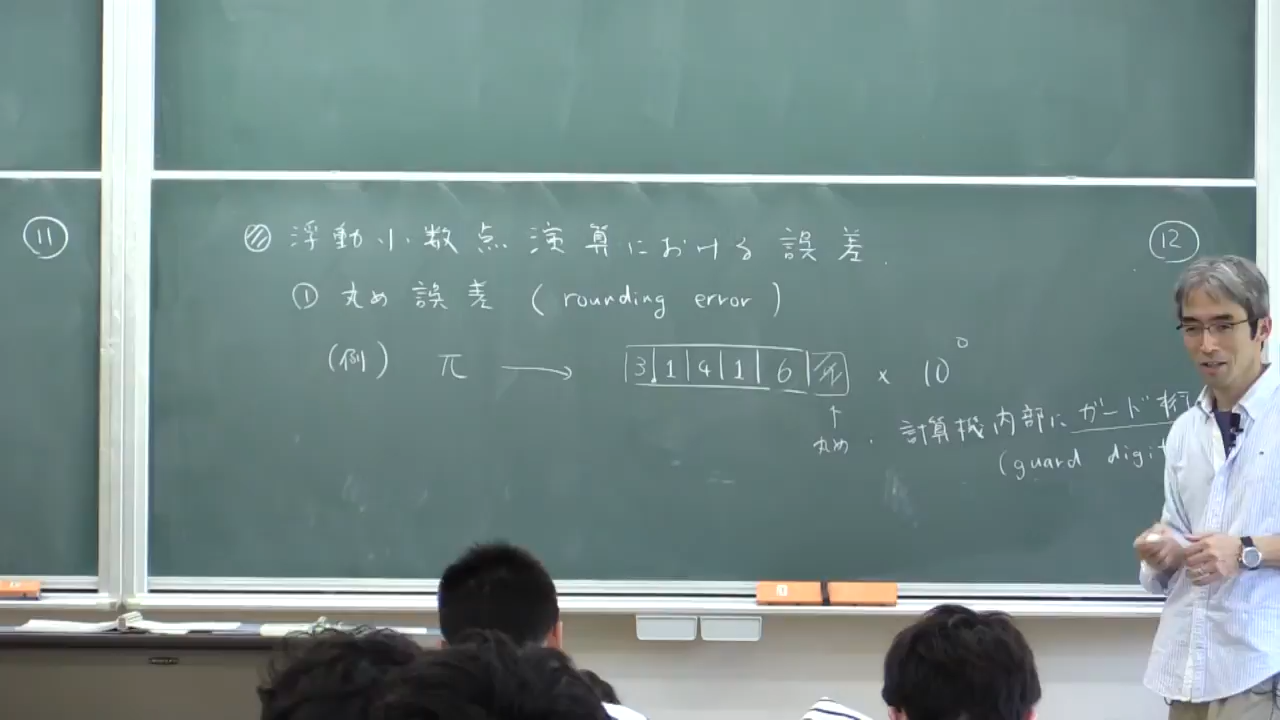 ⑪
浮動小数点演算における誤差. ⑫
① 丸め誤差 (rounding error)
(例) π → 3.1416 × 10⁰
↑
丸め. 計算機内部にガード桁
(guard digit